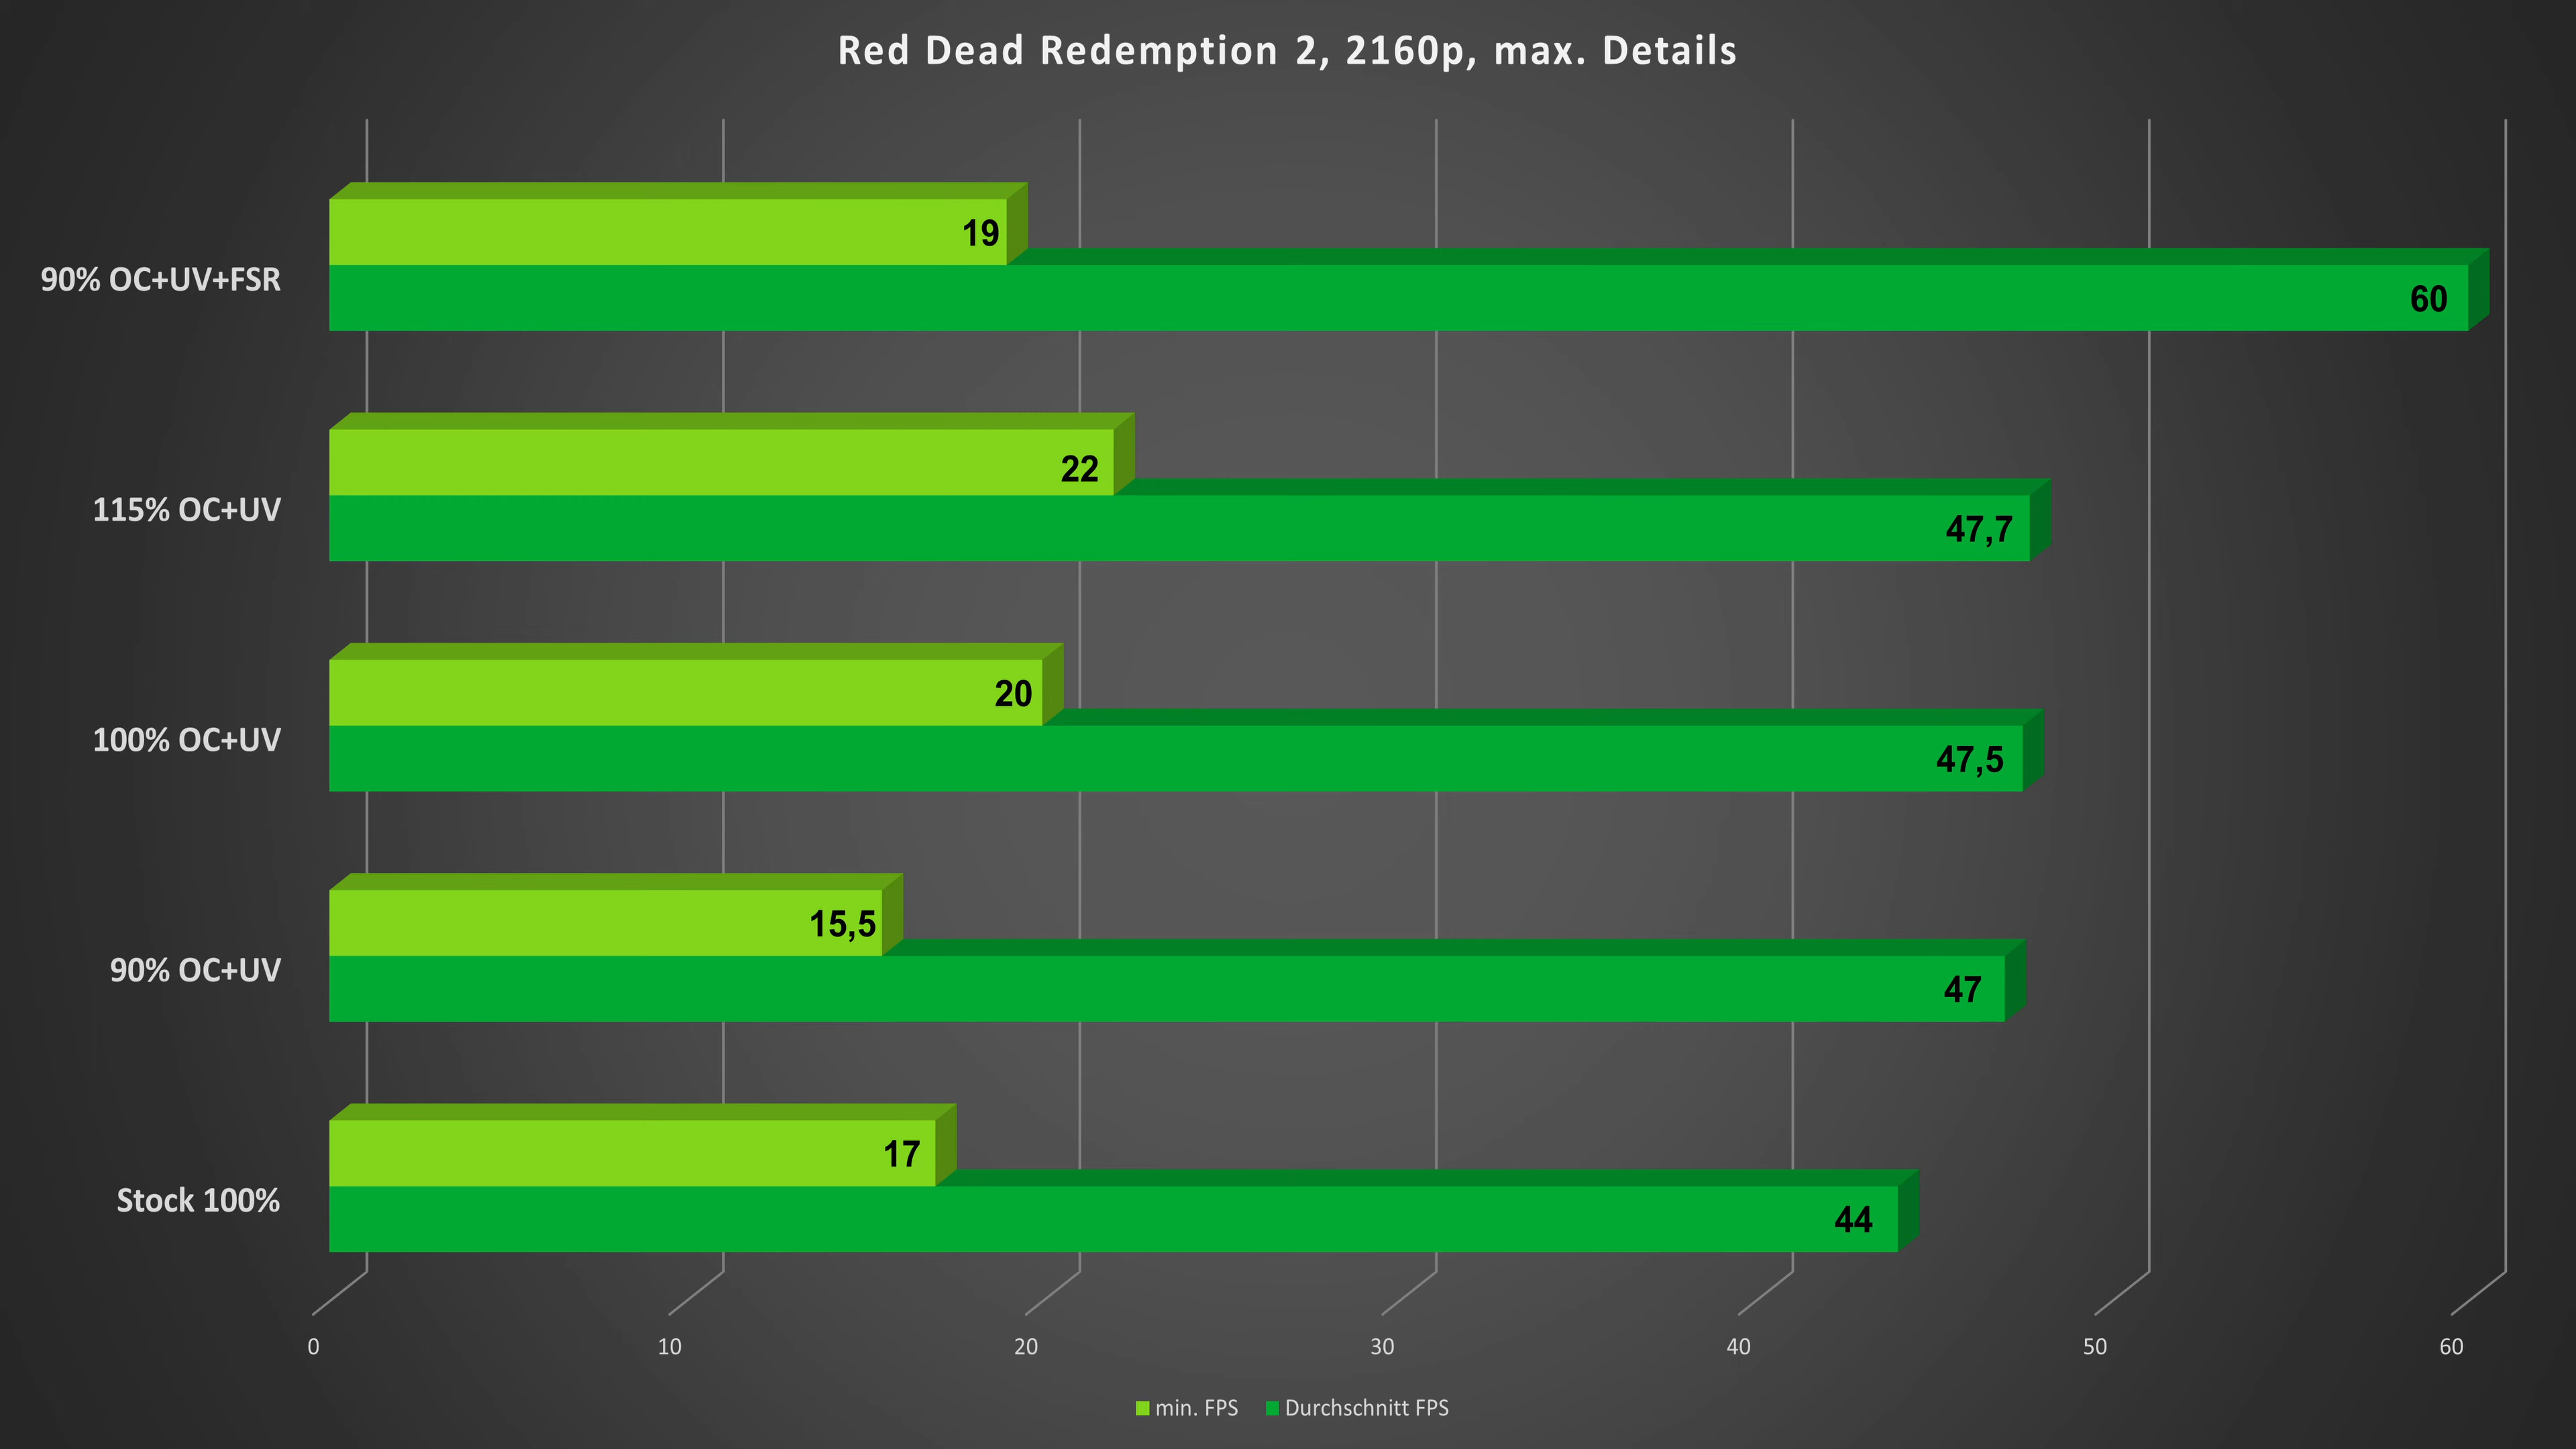 Red Dead Redemption 2, 2160p, max. Details
90% OC+UV+FSR
19
60
115% OC+UV
22
47,7
100% OC+UV
20
47,5
90% OC+UV
15,5
47
Stock 100%
17
44
0 10 20 30 40 50 60
min. FPS Durchschnitt FPS